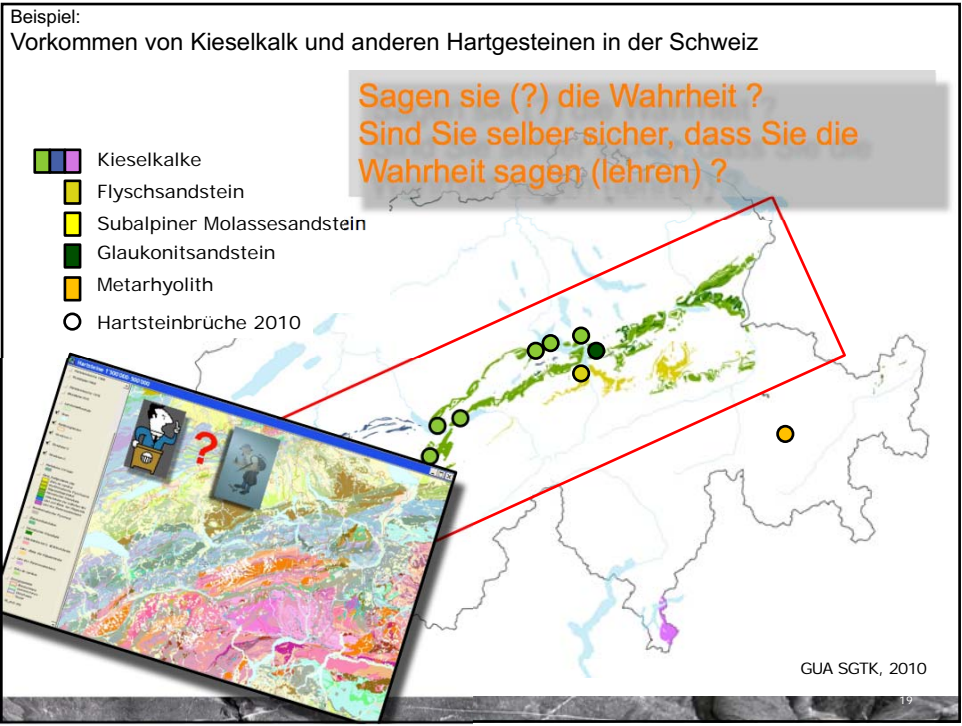 Beispiel:
Vorkommen von Kieselkalk und anderen Hartgesteinen in der Schweiz
Sagen sie (?) die Wahrheit ?
Sind Sie selber sicher, dass Sie die
Wahrheit sagen (lehren) ?
Kieselkalke
Flyschsandstein
Subalpiner Molassesandstein
Glaukonitsandstein
Metarhyolith
Hartsteinbrüche 2010
?
GUA SGTK, 2010
19